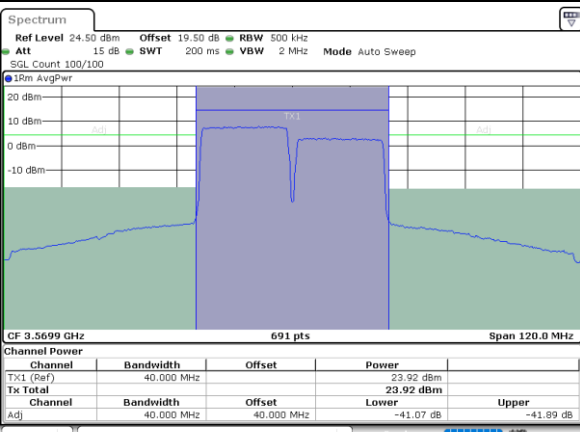 Spectrum
Ref Level 24.50 dBm Offset 19.50 dB RBW 500 kHz
Att 15 dB SWT 200 ms VBW 2 MHz Mode Auto Sweep
SGL Count 100/100
1Rm AvgPwr
20 dBm
TX1
10 dBm
Adj Adj
0 dBm
-10 dBm
CF 3.5699 GHz 691 pts Span 120.0 MHz
Channel Power
Channel Bandwidth Offset Power
TX1 (Ref) 40.000 MHz 23.92 dBm
Tx Total 23.92 dBm
Channel Bandwidth Offset Lower Upper
Adj 40.000 MHz 40.000 MHz -41.07 dB -41.89 dB